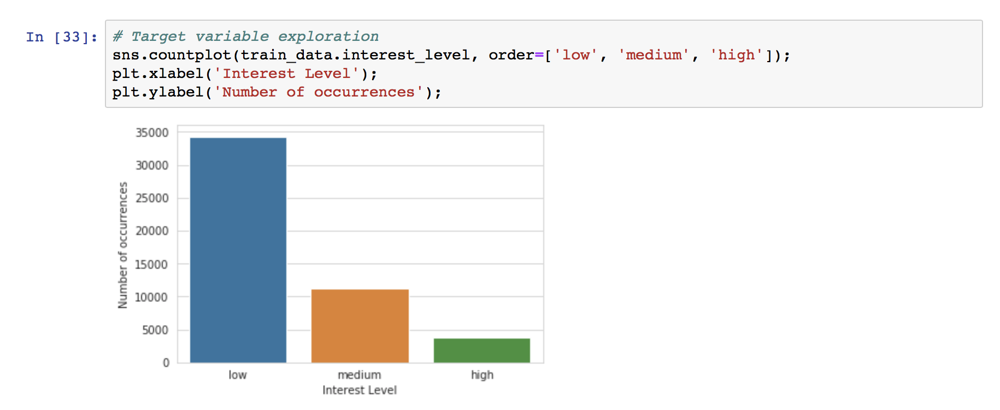 In [33]:
# Target variable exploration
sns.countplot(train_data.interest_level, order=['low', 'medium', 'high']);
plt.xlabel('Interest Level');
plt.ylabel('Number of occurrences');
35000
30000
25000
20000
15000
10000
5000
0
Number of occurrences
low medium high
Interest Level